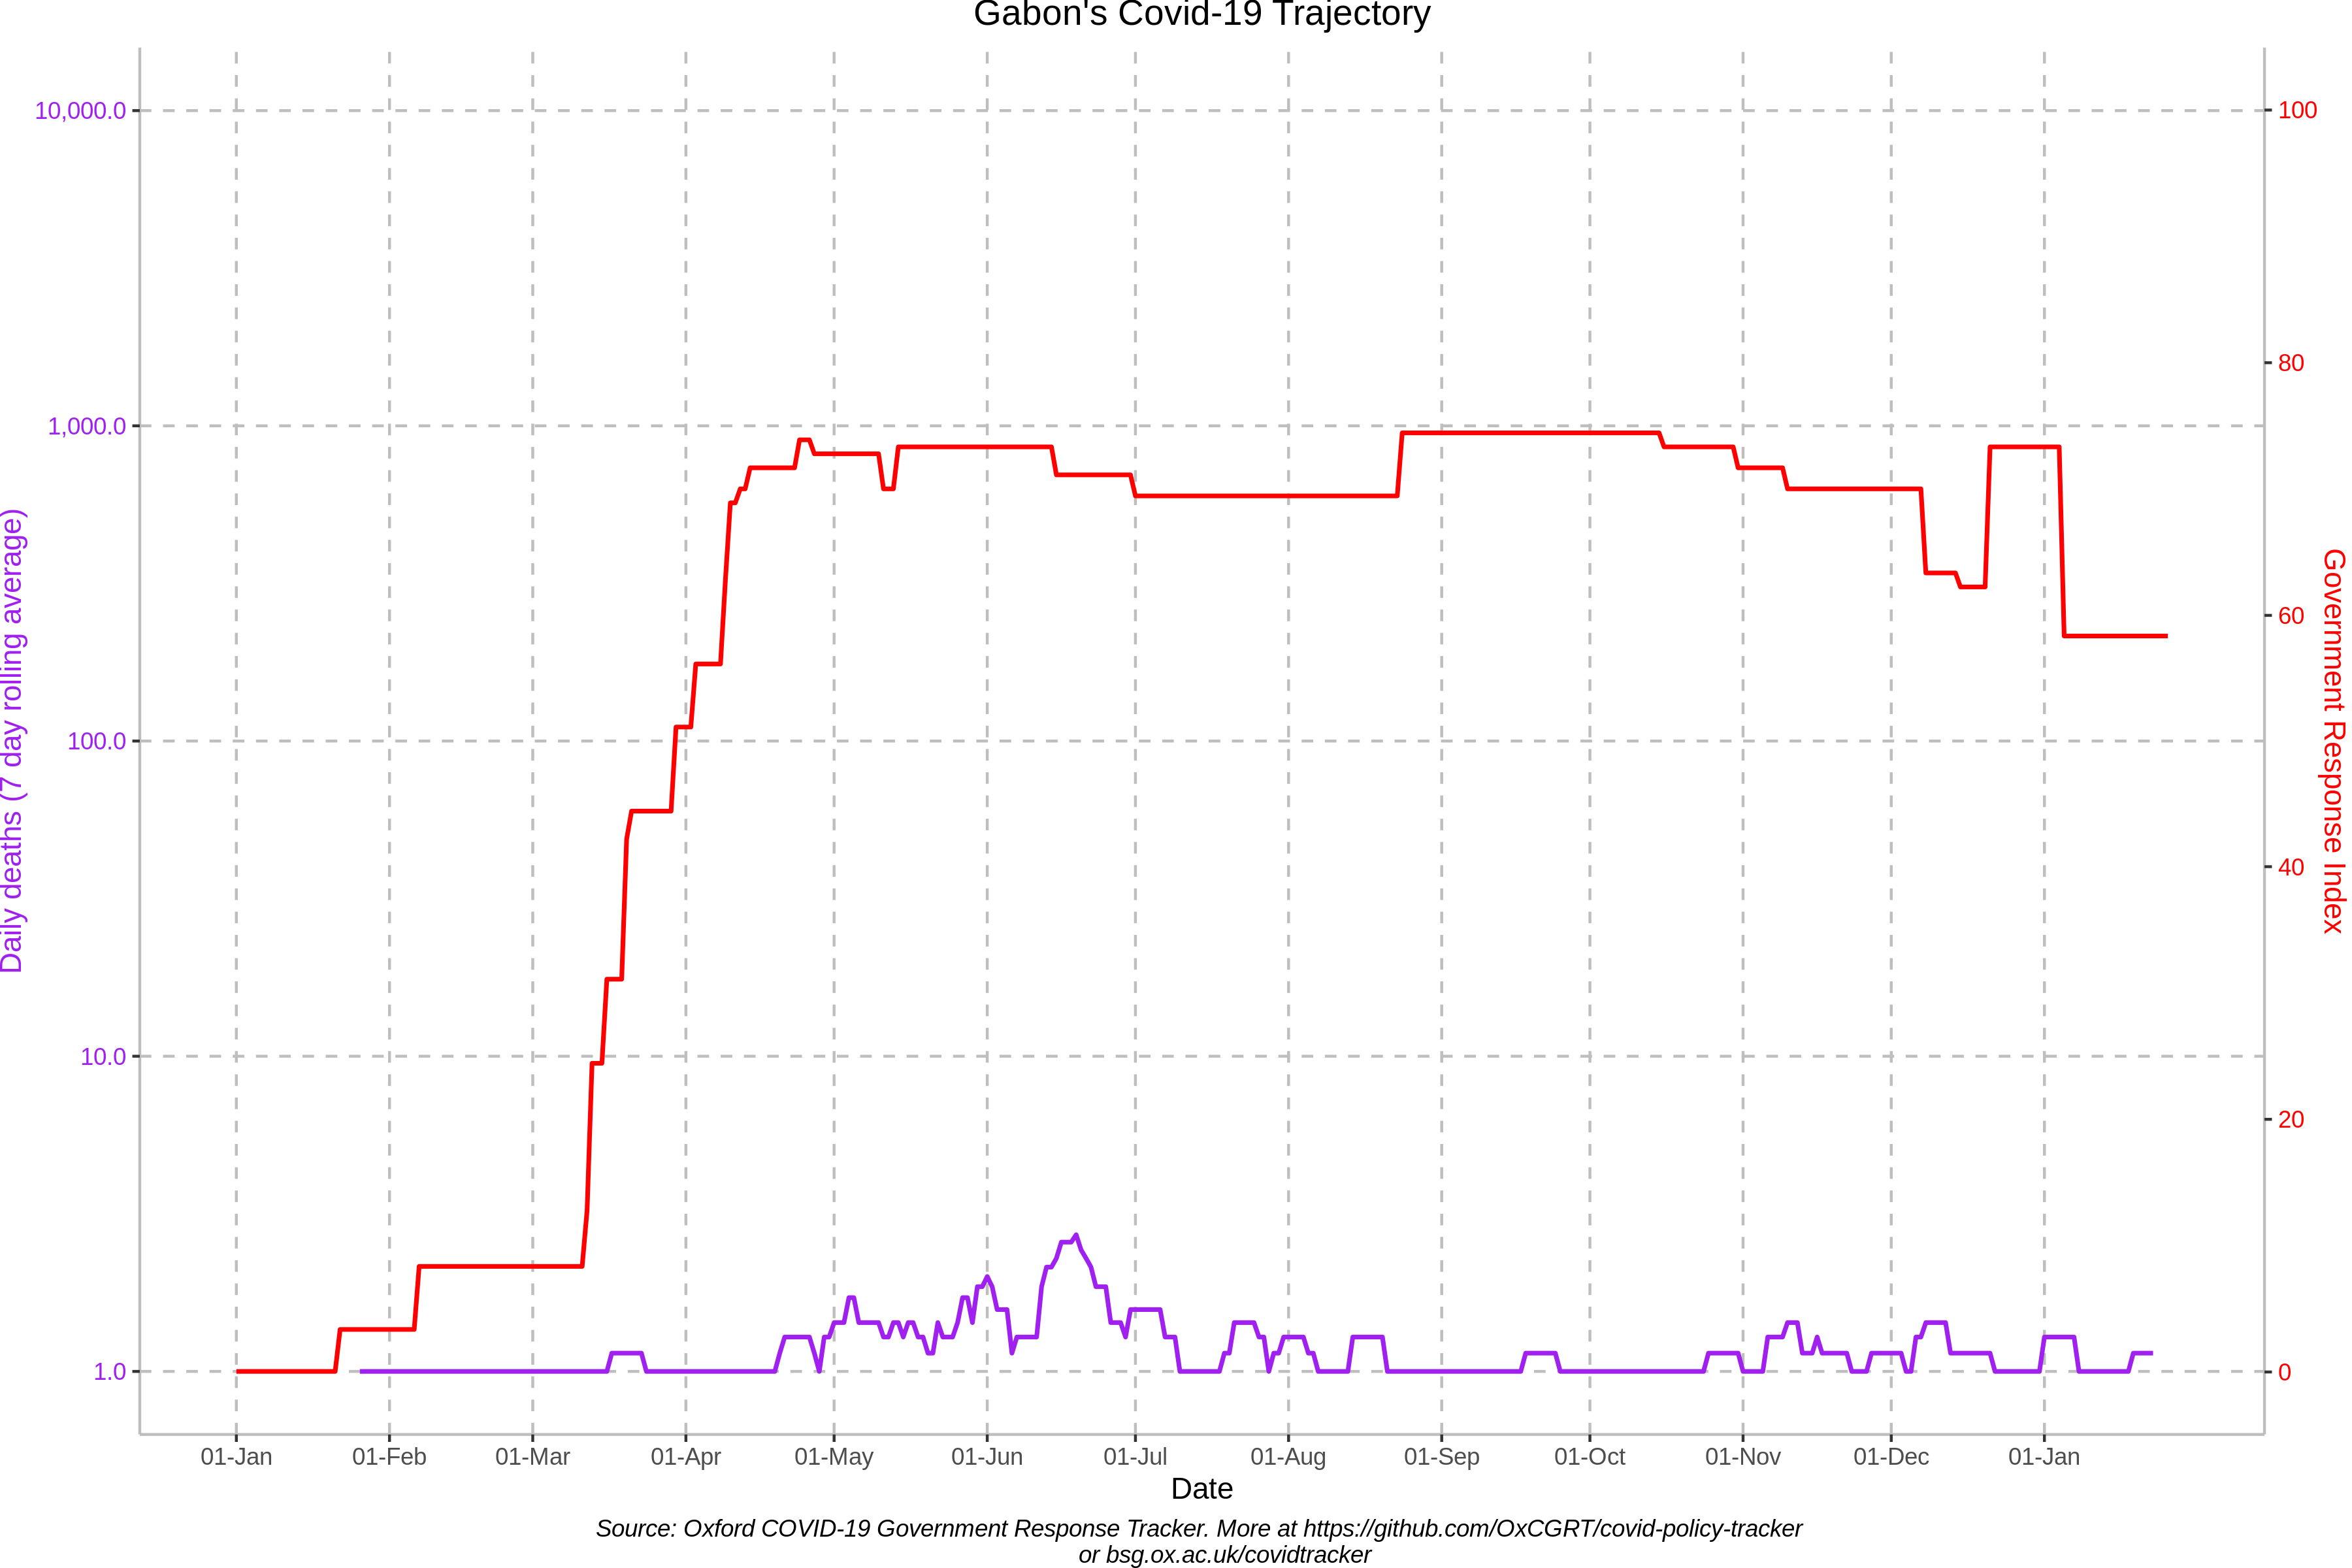 Gabon's Covid-19 Trajectory
10,000.0
1,000.0
100.0
10.0
1.0
Daily deaths (7 day rolling average)
100
80
60
40
20
0
Government Response Index
01-Jan 01-Feb 01-Mar 01-Apr 01-May 01-Jun 01-Jul 01-Aug 01-Sep 01-Oct 01-Nov 01-Dec 01-Jan
Date
Source: Oxford COVID-19 Government Response Tracker. More at https://github.com/OxCGRT/covid-policy-tracker
or bsg.ox.ac.uk/covidtracker